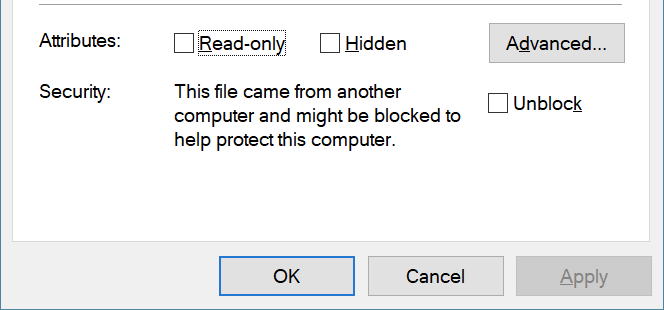 Attributes: Read-only Hidden Advanced...
Security: This file came from another
computer and might be blocked to Unblock
help protect this computer.
OK Cancel Apply